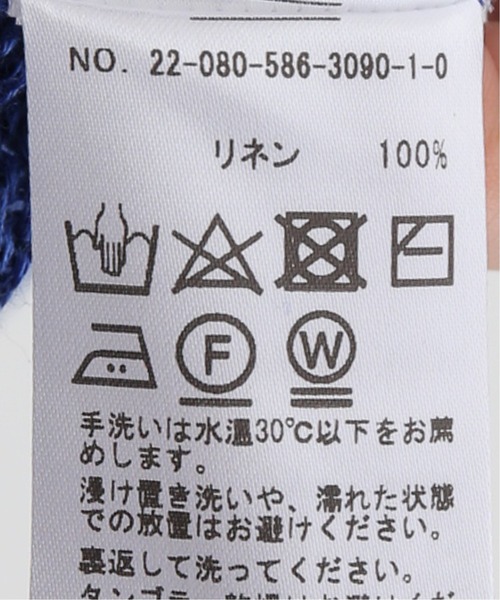 NO. 22-080-586-3090-1-0
リネン 100%
F W
手洗いは水温30℃以下をお薦
めします。
浸け置き洗いや、濡れた状態
での放置はお避けください。
裏返して洗ってください。